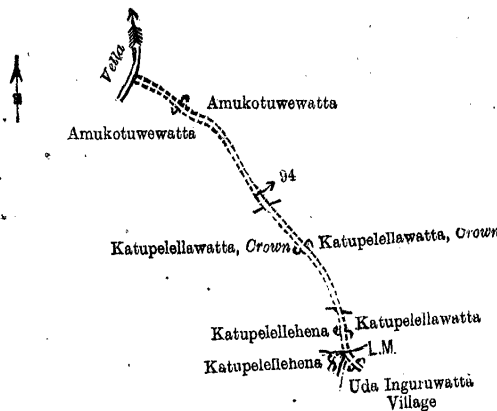 Vella
Amukotuwewatta
Amukotuwewatta
94
Katupelellawatta, Crown
Katupelellawatta, Crown
Katupelellawatta
Katupelellehena
L.M.
Katupelellehena
Uda Inguruwatta
Village